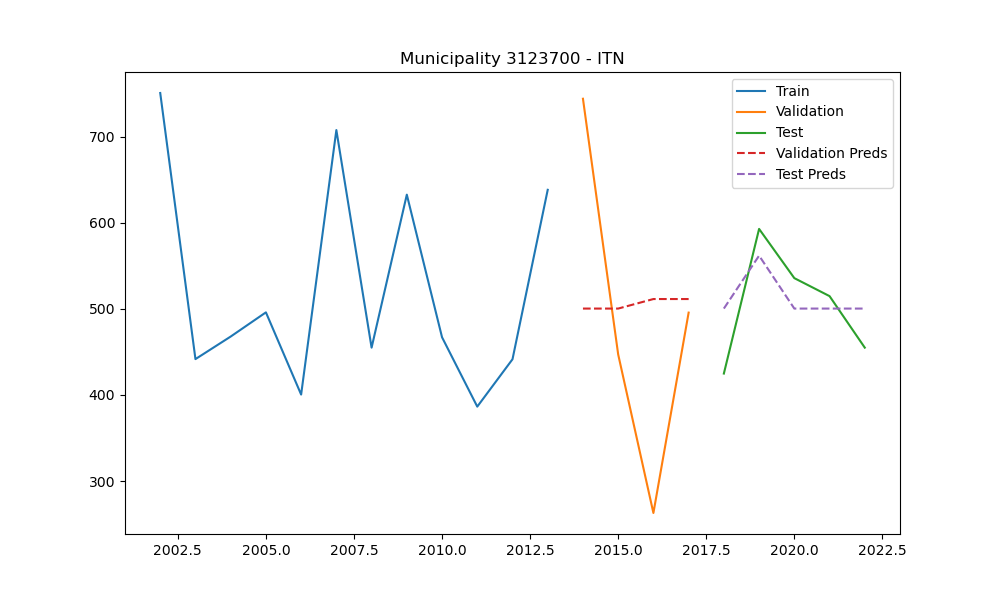 Municipality 3123700 - ITN
Train
Validation
Test
Validation Preds
Test Preds
700
600
500
400
300
2002.5 2005.0 2007.5 2010.0 2012.5 2015.0 2017.5 2020.0 2022.5